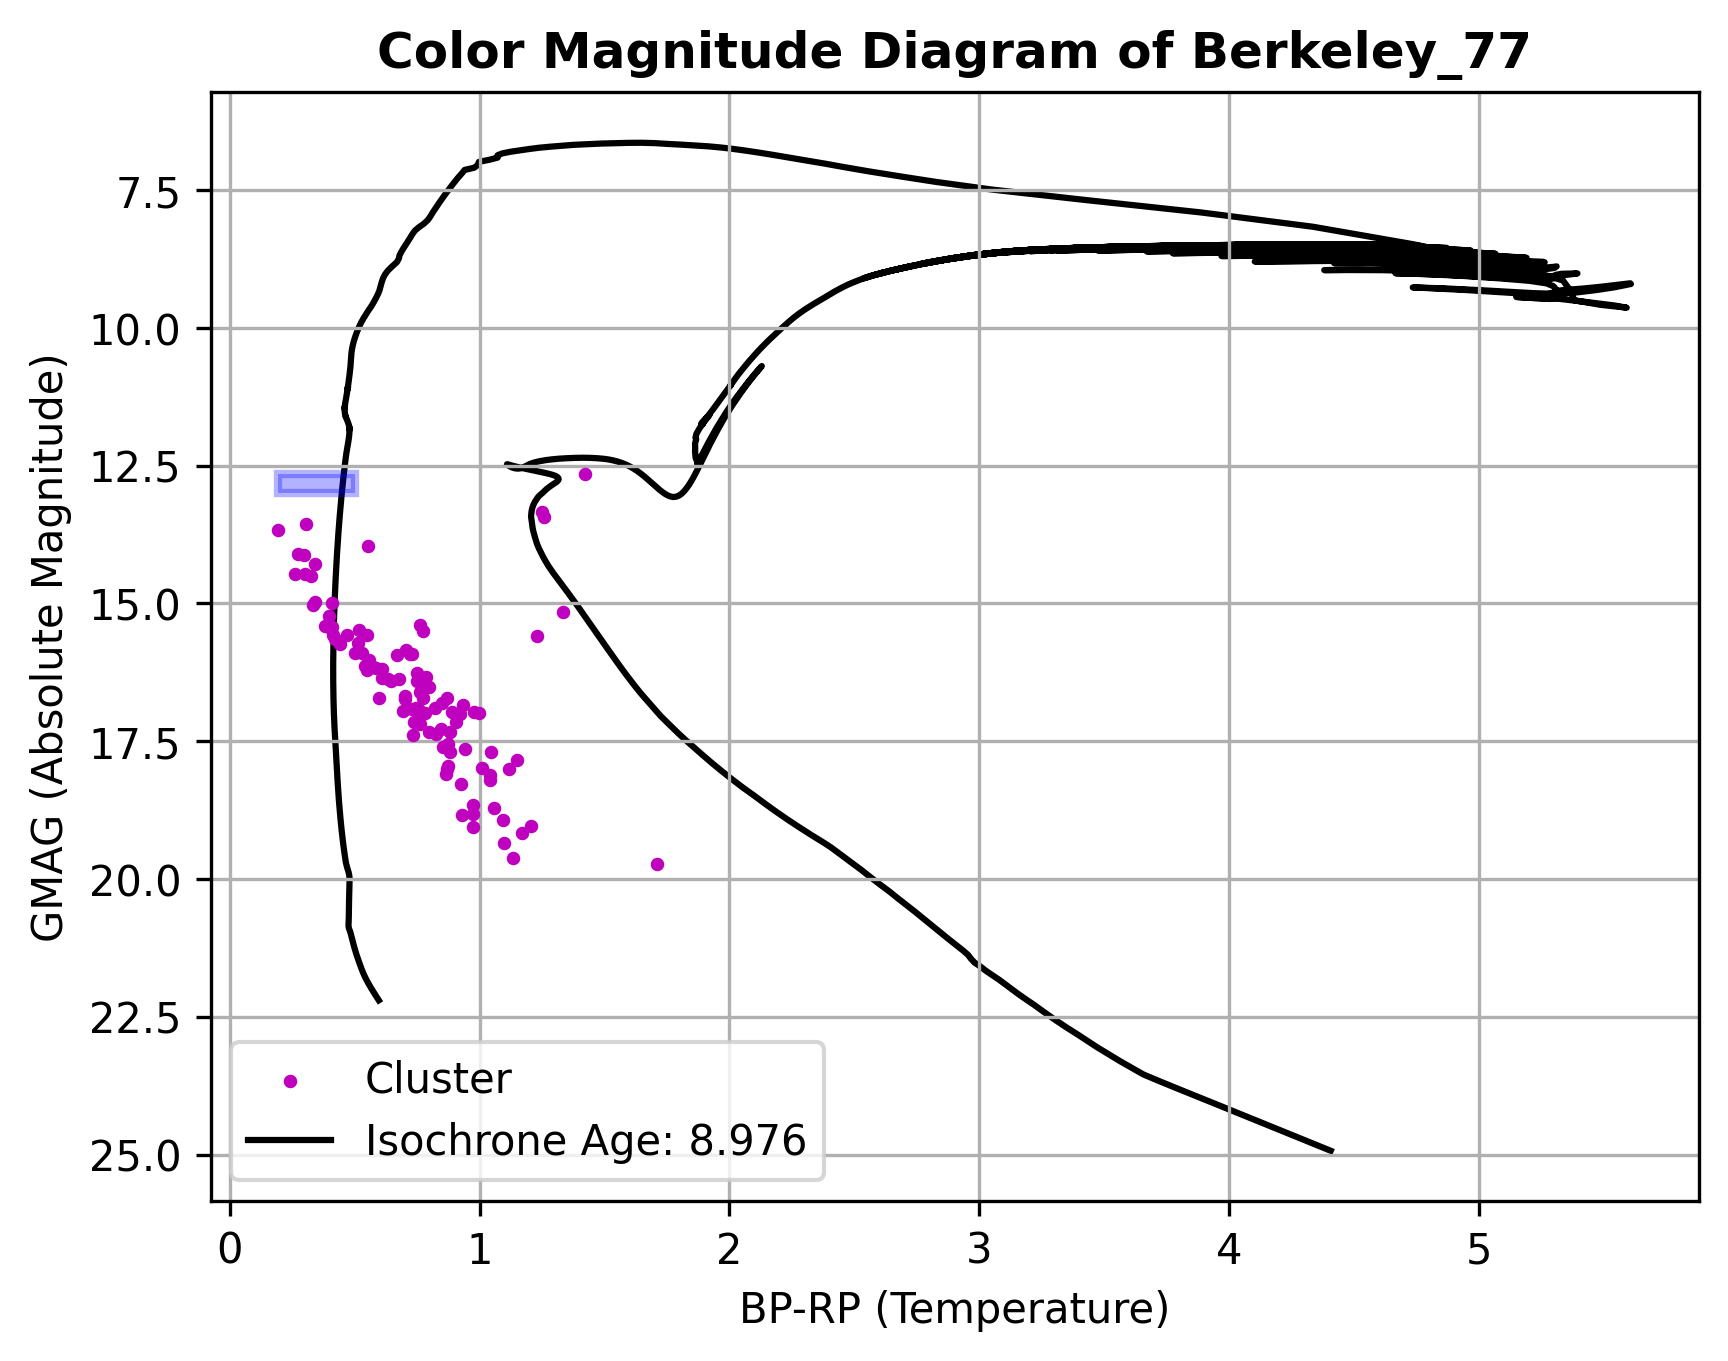 Color Magnitude Diagram of Berkeley_77
GMAG (Absolute Magnitude)
7.5
10.0
12.5
15.0
17.5
20.0
22.5
25.0
Cluster
Isochrone Age: 8.976
0 1 2 3 4 5
BP-RP (Temperature)